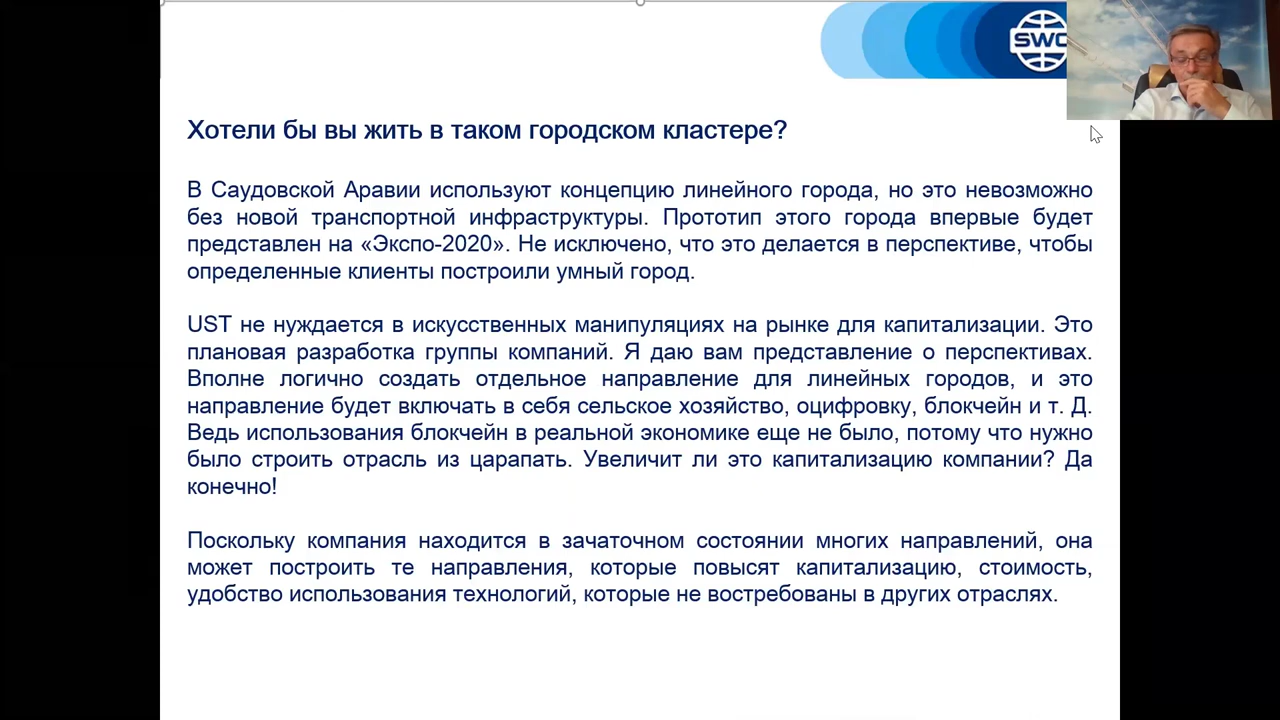 SWC
Хотели бы вы жить в таком городском кластере?
В Саудовской Аравии используют концепцию линейного города, но это невозможно
без новой транспортной инфраструктуры. Прототип этого города впервые будет
представлен на «Экспо-2020». Не исключено, что это делается в перспективе, чтобы
определенные клиенты построили умный город.
UST не нуждается в искусственных манипуляциях на рынке для капитализации. Это
плановая разработка группы компаний. Я даю вам представление о перспективах.
Вполне логично создать отдельное направление для линейных городов, и это
направление будет включать в себя сельское хозяйство, оцифровку, блокчейн и т. Д.
Ведь использования блокчейн в реальной экономике еще не было, потому что нужно
было строить отрасль из царапать. Увеличит ли это капитализацию компании? Да
конечно!
Поскольку компания находится в зачаточном состоянии многих направлений, она
может построить те направления, которые повысят капитализацию, стоимость,
удобство использования технологий, которые не востребованы в других отраслях.